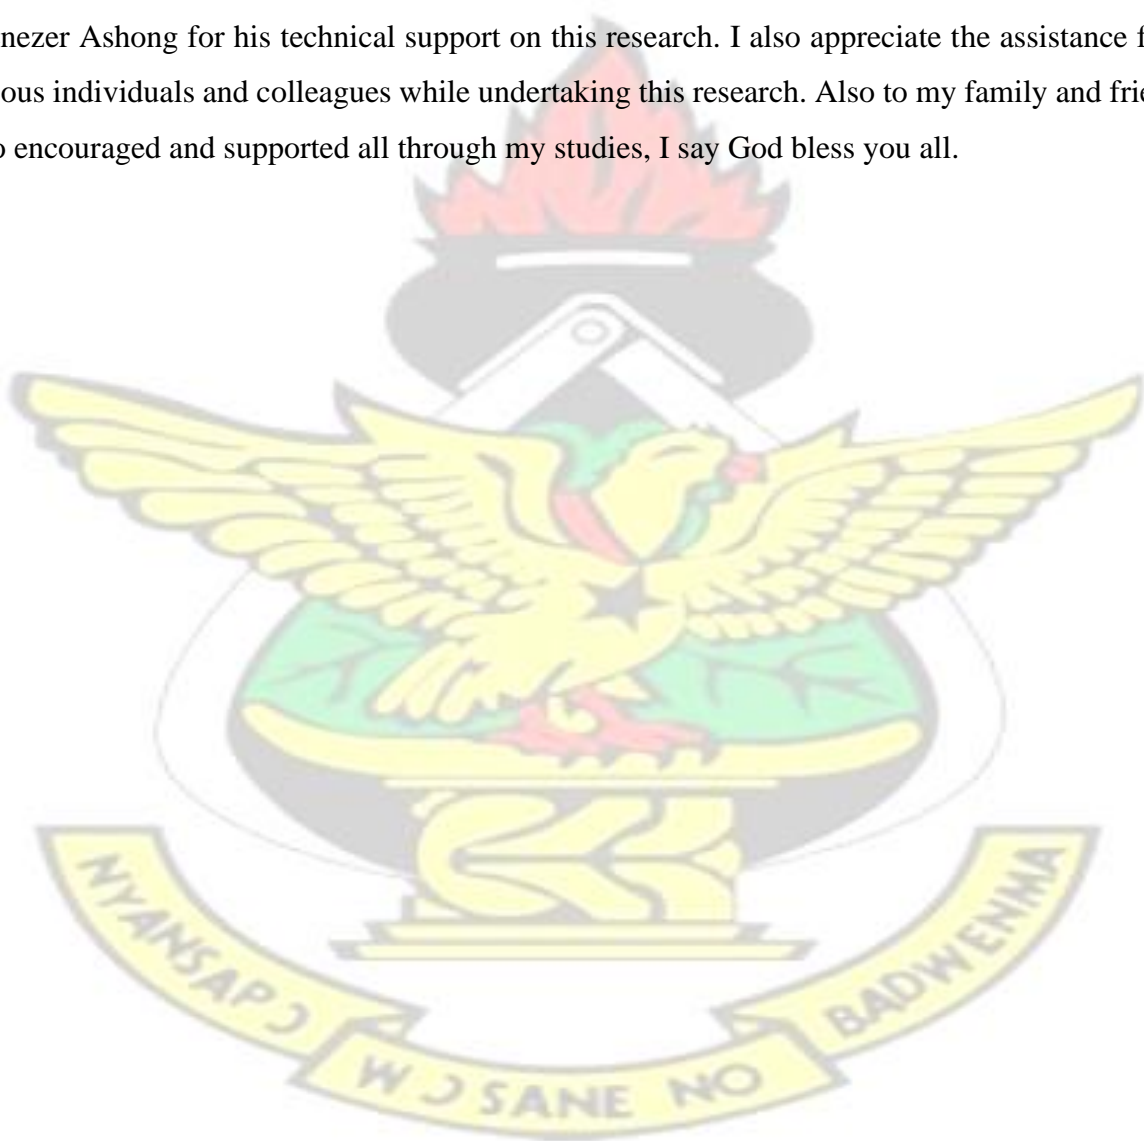 nezer Ashong for his technical support on this research. I also appreciate the assistance f
ous individuals and colleagues while undertaking this research. Also to my family and frie
o encouraged and supported all through my studies, I say God bless you all.
NYANSAPƆ
WƆSANE NO
BADWENMA